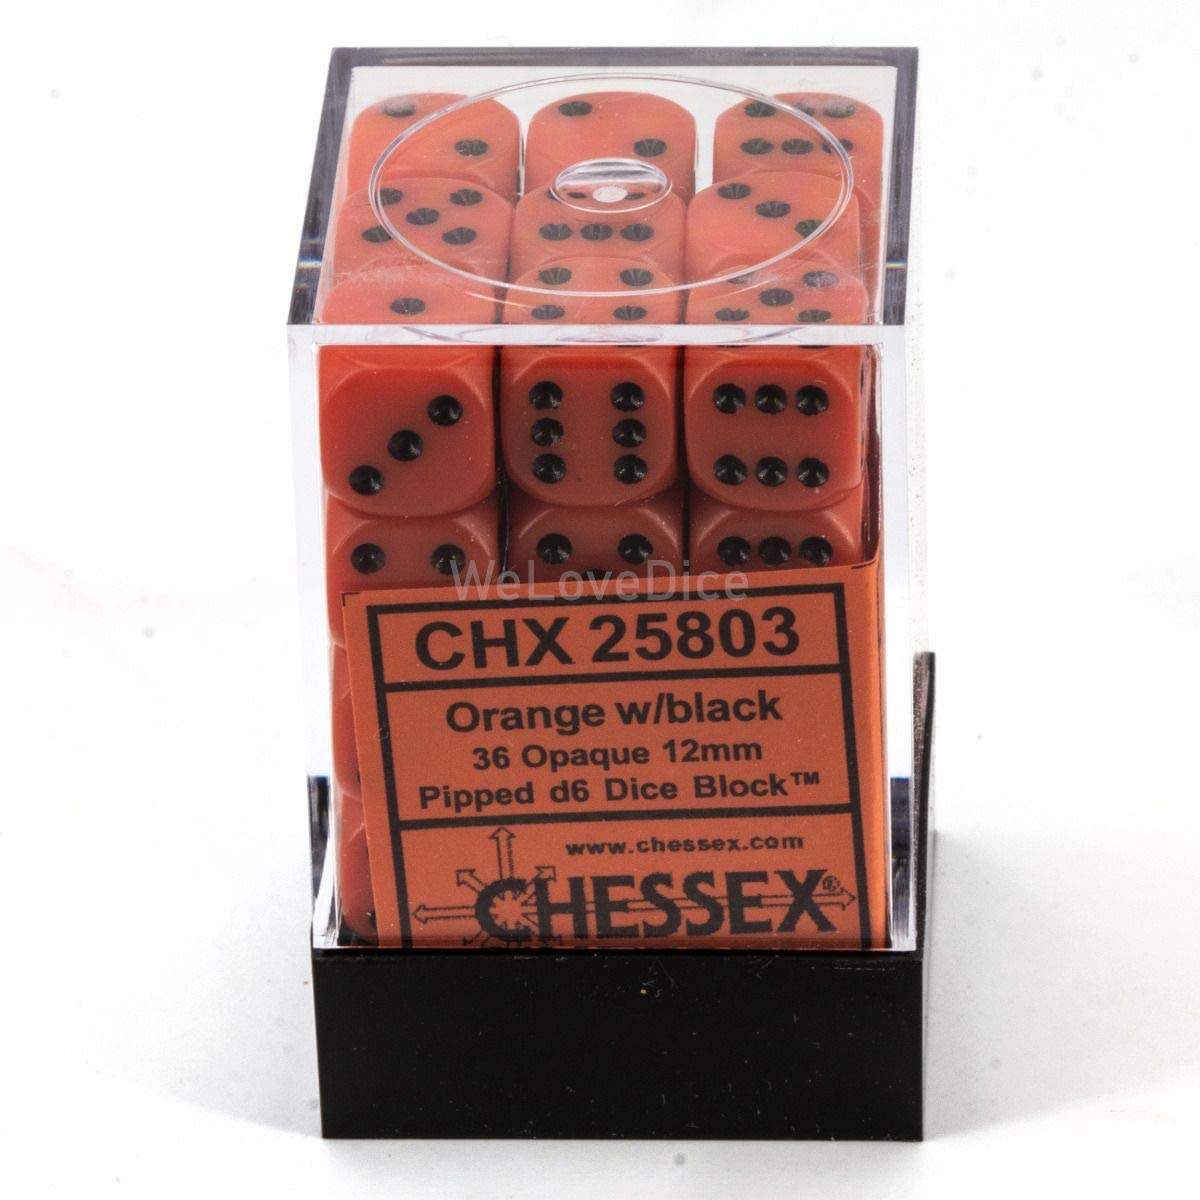 WeLoveDice
CHX 25803
Orange w/black
36 Opaque 12mm
Pipped d6 Dice Block™
www.chessex.com
CHESSEX®